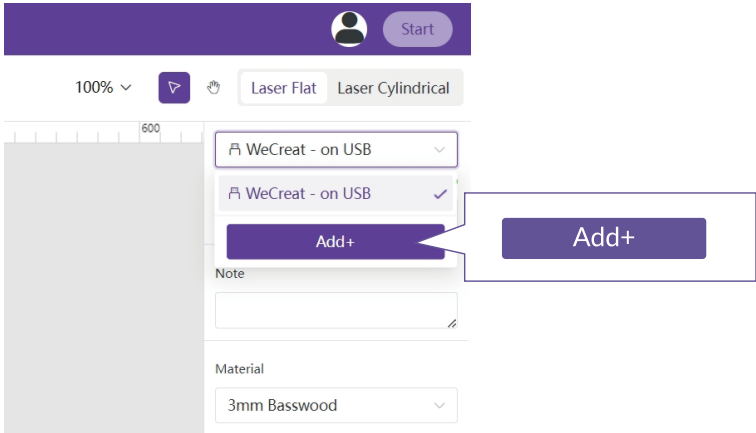 Start
100%
Laser Flat Laser Cylindrical
600
WeCreat - on USB
WeCreat - on USB
Add+
Add+
Note
Material
3mm Basswood